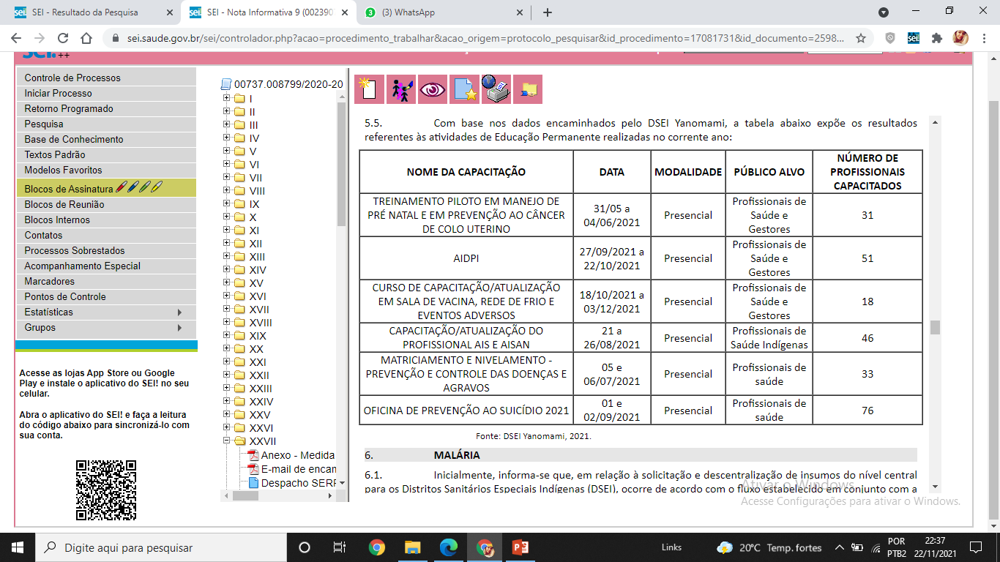 SEI - Resultado da Pesquisa
SEI - Nota Informativa 9 (002390
(3) WhatsApp
sei.saude.gov.br/sei/controlador.php?acao=procedimento_trabalhar&acao_origem=protocolo_pesquisar&id_procedimento=17081731&id_documento=2598...
sei. ++
Controle de Processos
Iniciar Processo
Retorno Programado
Pesquisa
Base de Conhecimento
Textos Padrão
Modelos Favoritos
Blocos de Assinatura
Blocos de Reunião
Blocos Internos
Contatos
Processos Sobrestados
Acompanhamento Especial
Marcadores
Pontos de Controle
Estatísticas
Grupos
Acesse as lojas App Store ou Google
Play e instale o aplicativo do SEI! no seu
celular.
Abra o aplicativo do SEI! e faça a leitura
do código abaixo para sincronizá-lo com
sua conta.
00737.008799/2020-20
I
II
III
IV
V
VI
VII
VIII
IX
X
XI
XII
XIII
XIV
XV
XVI
XVII
XVIII
XIX
XX
XXI
XXII
XXIII
XXIV
XXV
XXVI
XXVII
Anexo - Medida
E-mail de encan
Despacho SERF
5.5. Com base nos dados encaminhados pelo DSEI Yanomami, a tabela abaixo expõe os resultados
referentes às atividades de Educação Permanente realizadas no corrente ano:
NOME DA CAPACITAÇÃO
DATA
MODALIDADE
PÚBLICO ALVO
NÚMERO DE
PROFISSIONAIS
CAPACITADOS
TREINAMENTO PILOTO EM MANEJO DE
PRÉ NATAL E EM PREVENÇÃO AO CÂNCER
DE COLO UTERINO
31/05 a
04/06/2021
Presencial
Profissionais de
Saúde e
Gestores
31
AIDPI
27/09/2021 a
22/10/2021
Presencial
Profissionais de
Saúde e
Gestores
51
CURSO DE CAPACITAÇÃO/ATUALIZAÇÃO
EM SALA DE VACINA, REDE DE FRIO E
EVENTOS ADVERSOS
18/10/2021 a
03/12/2021
Presencial
Profissionais de
Saúde e
Gestores
18
CAPACITAÇÃO/ATUALIZAÇÃO DO
PROFISSIONAL AIS E AISAN
21 a
26/08/2021
Presencial
Profissionais de
Saúde Indígenas
46
MATRICIAMENTO E NIVELAMENTO -
PREVENÇÃO E CONTROLE DAS DOENÇAS E
AGRAVOS
05 e
06/07/2021
Presencial
Profissionais de
saúde
33
OFICINA DE PREVENÇÃO AO SUICÍDIO 2021
01 e
02/09/2021
Presencial
Profissionais de
saúde
76
Fonte: DSEI Yanomami, 2021.
6. MALÁRIA
6.1. Inicialmente, informa-se que, em relação à solicitação e descentralização de insumos do nível central
para os Distritos Sanitários Especiais Indígenas (DSEI), ocorre de acordo com o fluxo estabelecido em conjunto com a
Ativar o Windows
Acesse Configurações para ativar o Windows.
Digite aqui para pesquisar
Links
20°C Temp. fortes
POR
PTB2
22:37
22/11/2021